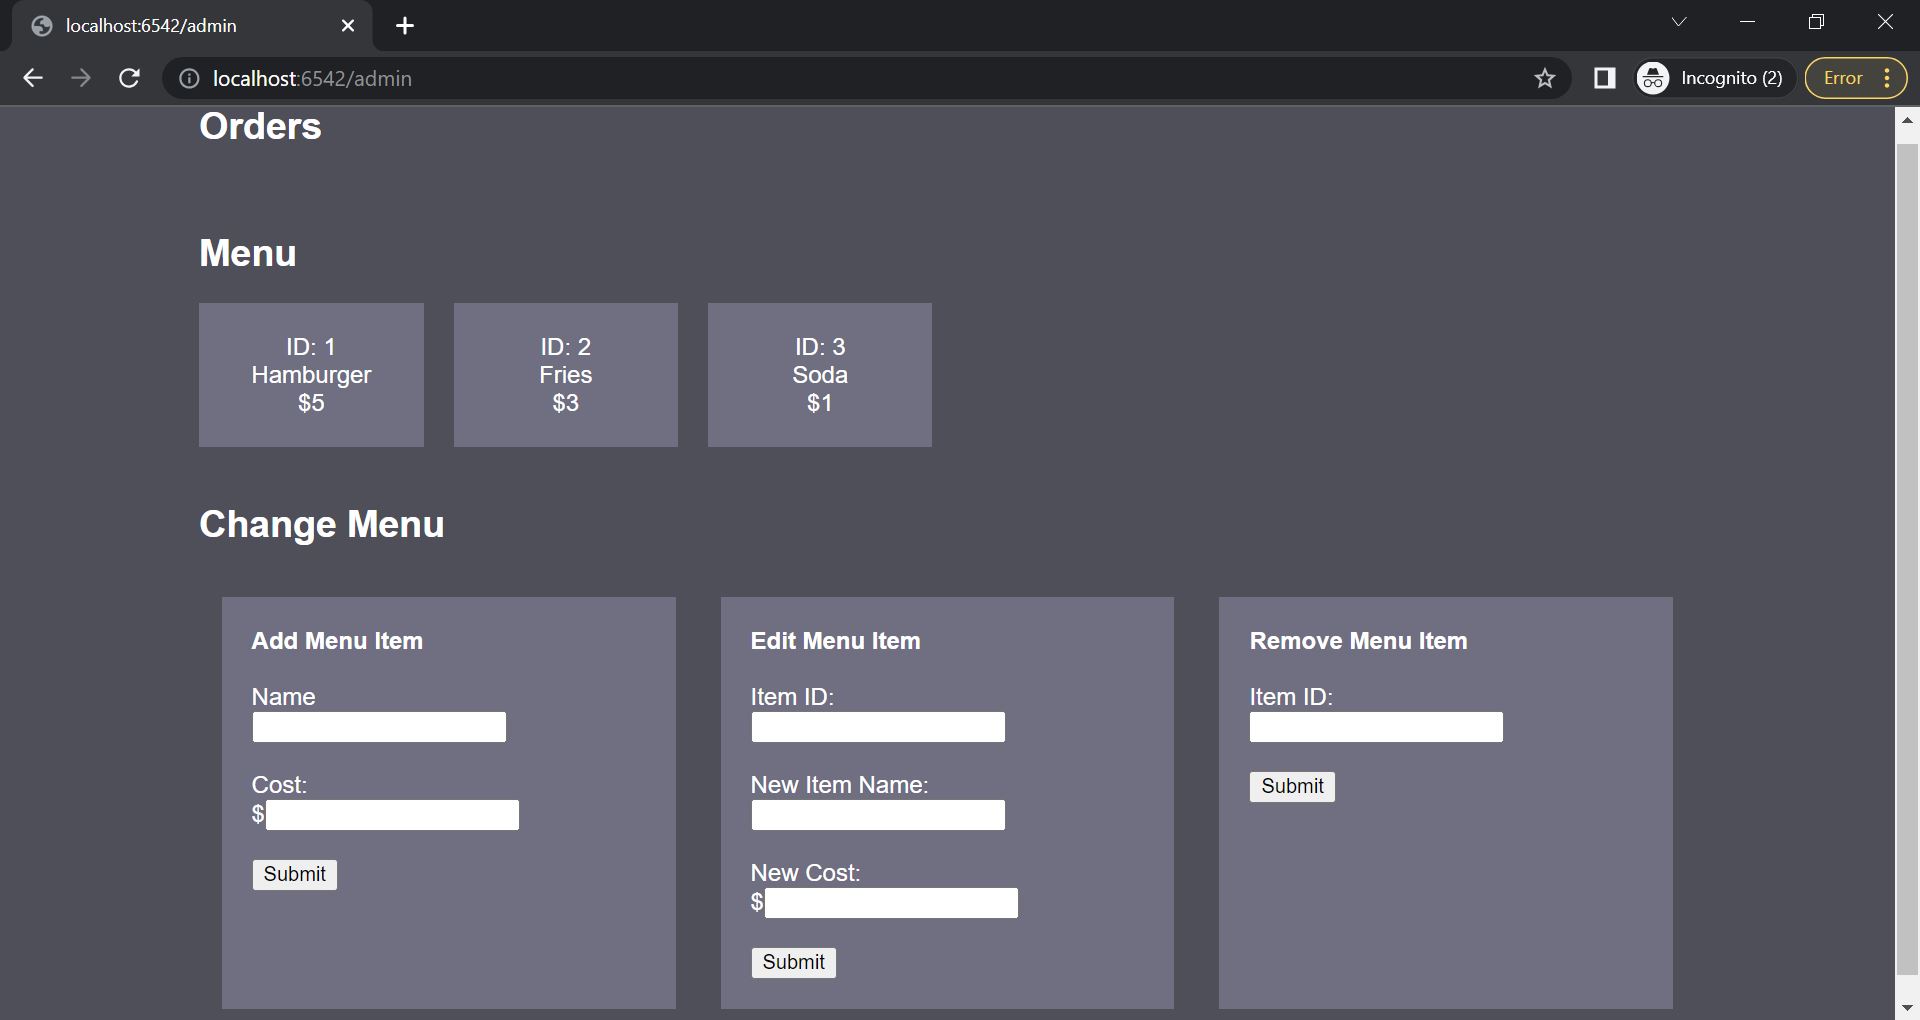 localhost:6542/admin
localhost:6542/admin
Incognito (2)
Error
Orders
Menu
ID: 1
Hamburger
$5
ID: 2
Fries
$3
ID: 3
Soda
$1
Change Menu
Add Menu Item
Name
Cost:
$
Submit
Edit Menu Item
Item ID:
New Item Name:
New Cost:
$
Submit
Remove Menu Item
Item ID:
Submit